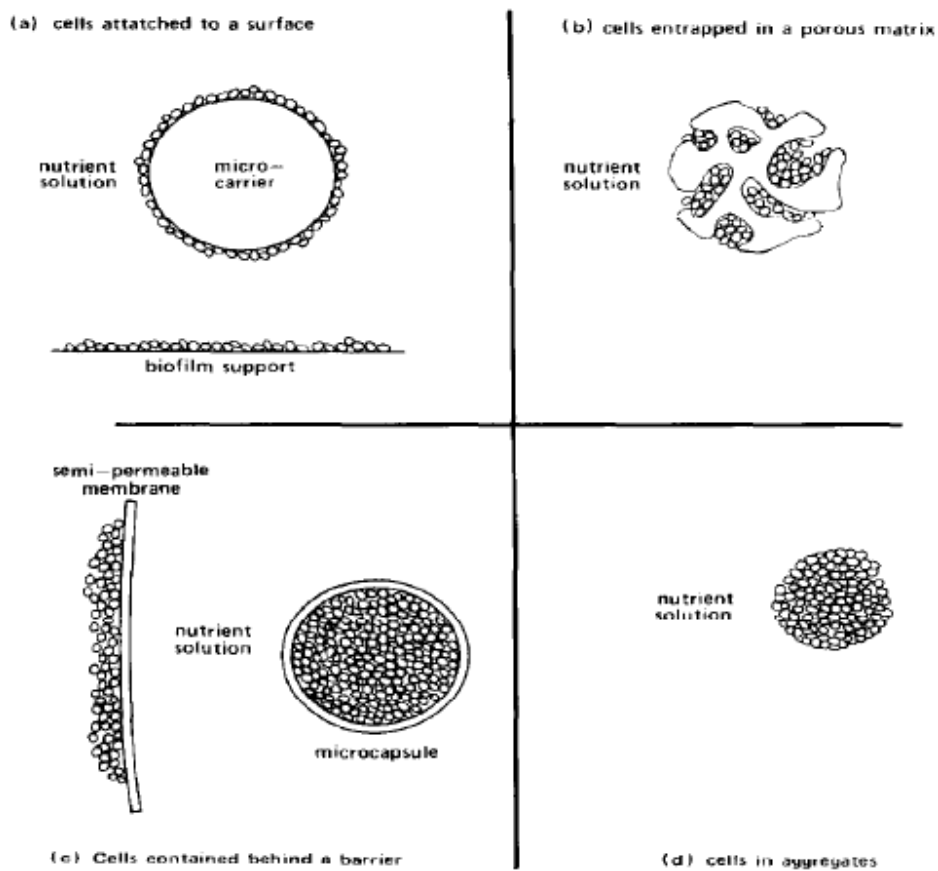 (a) cells attatched to a surface
nutrient
solution
micro–
carrier
biofilm support
(b) cells entrapped in a porous matrix
nutrient
solution
semi–permeable
membrane
nutrient
solution
microcapsule
(c) Cells contained behind a barrier
nutrient
solution
(d) cells in aggregates